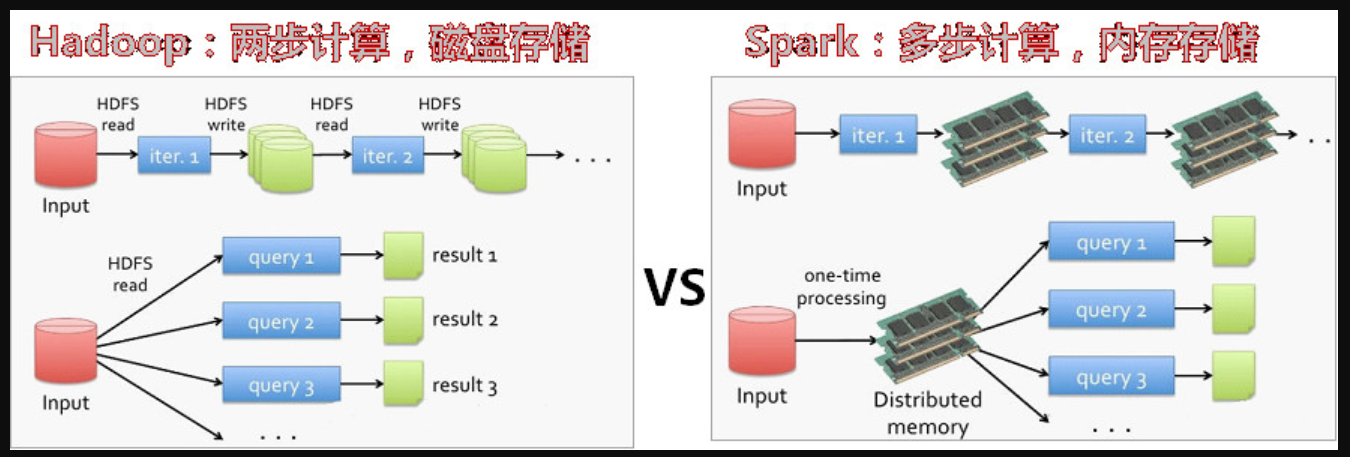 Hadoop：两步计算，磁盘存储
HDFS
read
HDFS
write
HDFS
read
HDFS
write
iter. 1
iter. 2
. . .
Input
HDFS
read
query 1
result 1
query 2
result 2
query 3
result 3
Input
. . .
VS
Spark：多步计算，内存存储
iter. 1
iter. 2
. .
Input
one-time
processing
query 1
query 2
query 3
Input
Distributed
memory
. . .